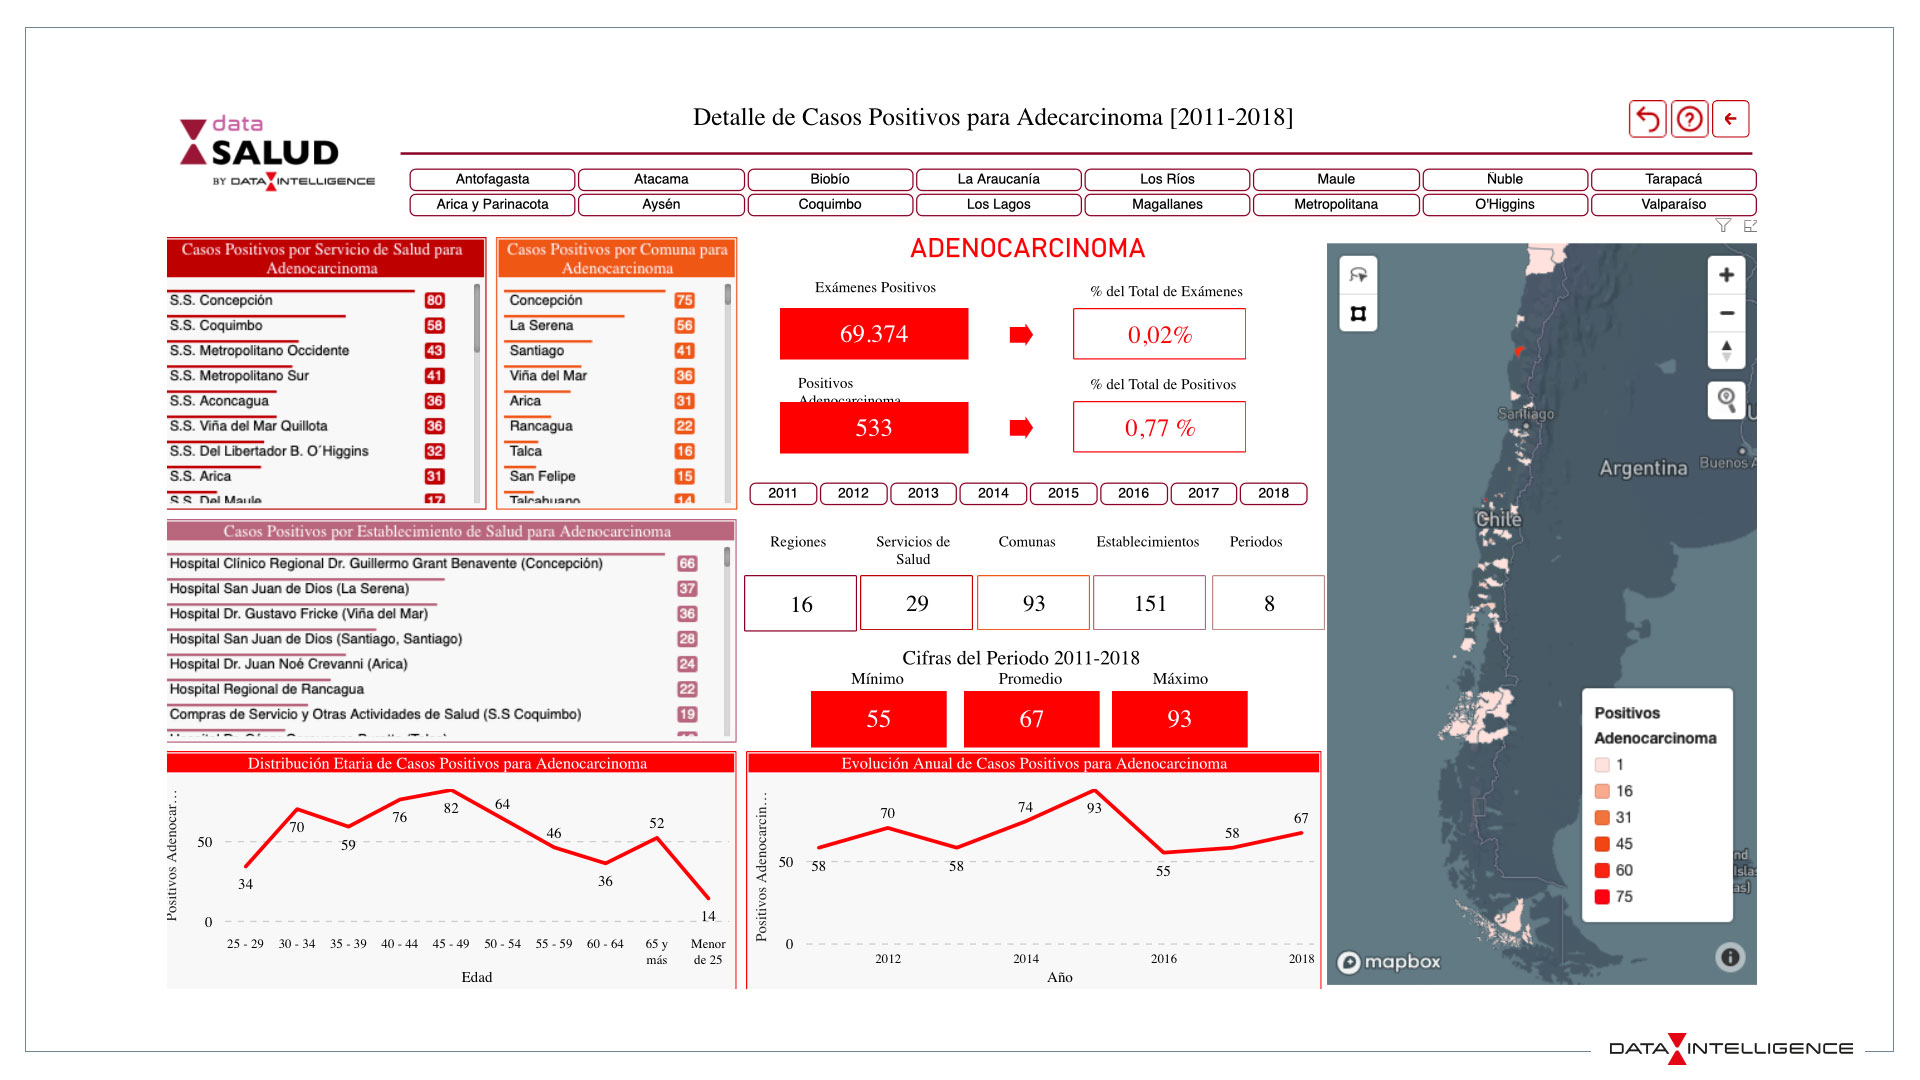 data
SALUD
BY DATA INTELLIGENCE
Detalle de Casos Positivos para Adecarcinoma [2011-2018]
Antofagasta
Atacama
Biobío
La Araucanía
Los Ríos
Maule
Ñuble
Tarapacá
Arica y Parinacota
Aysén
Coquimbo
Los Lagos
Magallanes
Metropolitana
O'Higgins
Valparaíso
Casos Positivos por Servicio de Salud para
Adenocarcinoma
S.S. Concepción 80
S.S. Coquimbo 58
S.S. Metropolitano Occidente 43
S.S. Metropolitano Sur 41
S.S. Aconcagua 36
S.S. Viña del Mar Quillota 36
S.S. Del Libertador B. O´Higgins 32
S.S. Arica 31
S.S. Del Maule 17
Casos Positivos por Comuna para
Adenocarcinoma
Concepción 75
La Serena 56
Santiago 41
Viña del Mar 36
Arica 31
Rancagua 22
Talca 16
San Felipe 15
Talcahuano 14
ADENOCARCINOMA
Exámenes Positivos
% del Total de Exámenes
69.374
0,02%
Positivos
Adenocarcinoma
% del Total de Positivos
533
0,77 %
2011
2012
2013
2014
2015
2016
2017
2018
Regiones
Servicios de
Salud
Comunas
Establecimientos
Periodos
16
29
93
151
8
Cifras del Periodo 2011-2018
Mínimo
Promedio
Máximo
55
67
93
Casos Positivos por Establecimiento de Salud para Adenocarcinoma
Hospital Clínico Regional Dr. Guillermo Grant Benavente (Concepción) 66
Hospital San Juan de Dios (La Serena) 37
Hospital Dr. Gustavo Fricke (Viña del Mar) 36
Hospital San Juan de Dios (Santiago, Santiago) 28
Hospital Dr. Juan Noé Crevanni (Arica) 24
Hospital Regional de Rancagua 22
Compras de Servicio y Otras Actividades de Salud (S.S Coquimbo) 19
Distribución Etaria de Casos Positivos para Adenocarcinoma
Positivos Adenocar…
50
0
34
70
59
76
82
64
46
36
52
14
25 - 29
30 - 34
35 - 39
40 - 44
45 - 49
50 - 54
55 - 59
60 - 64
65 y
más
Menor
de 25
Edad
Evolución Anual de Casos Positivos para Adenocarcinoma
Positivos Adenocarcin…
50
0
58
70
58
74
93
55
58
67
2012
2014
2016
2018
Año
Santiago
Argentina
Buenos A
Chile
Positivos
Adenocarcinoma
1
16
31
45
60
75
nd
Isla
as]
mapbox
DATA INTELLIGENCE